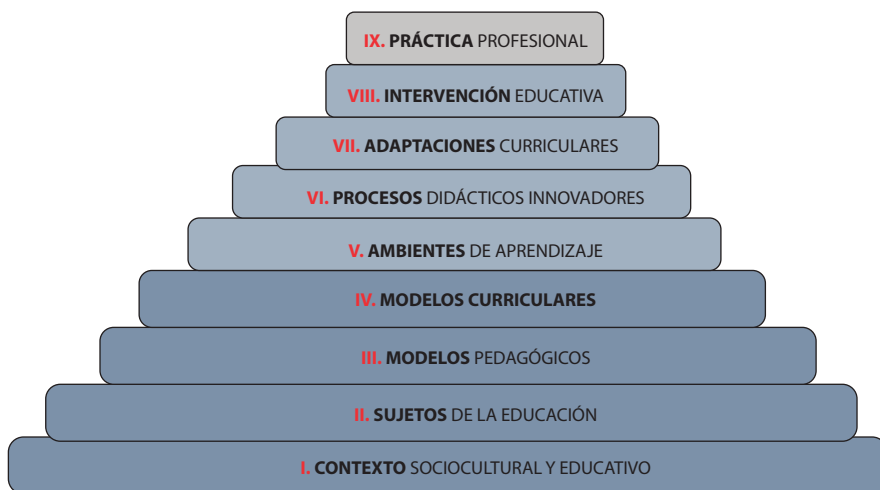 IX. PRÁCTICA PROFESIONAL
VIII. INTERVENCIÓN EDUCATIVA
VII. ADAPTACIONES CURRICULARES
VI. PROCESOS DIDÁCTICOS INNOVADORES
V. AMBIENTES DE APRENDIZAJE
IV. MODELOS CURRICULARES
III. MODELOS PEDAGÓGICOS
II. SUJETOS DE LA EDUCACIÓN
I. CONTEXTO SOCIOCULTURAL Y EDUCATIVO